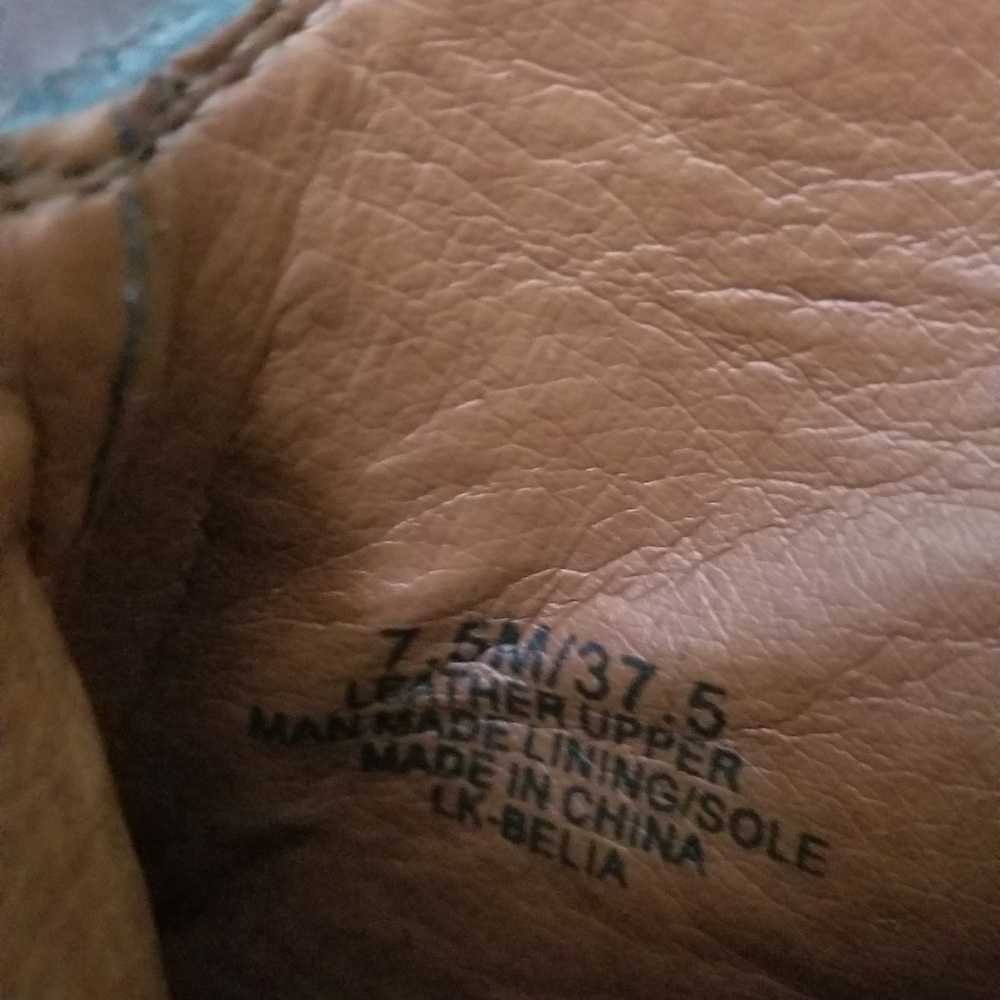 7.5M/37.5
LEATHER UPPER
MAN MADE LINING/SOLE
MADE IN CHINA
LK-BELIA